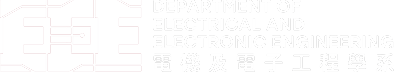 DEPARTMENT OF
ELECTRICAL AND
ELECTRONIC ENGINEERING
電機及電子工程學系